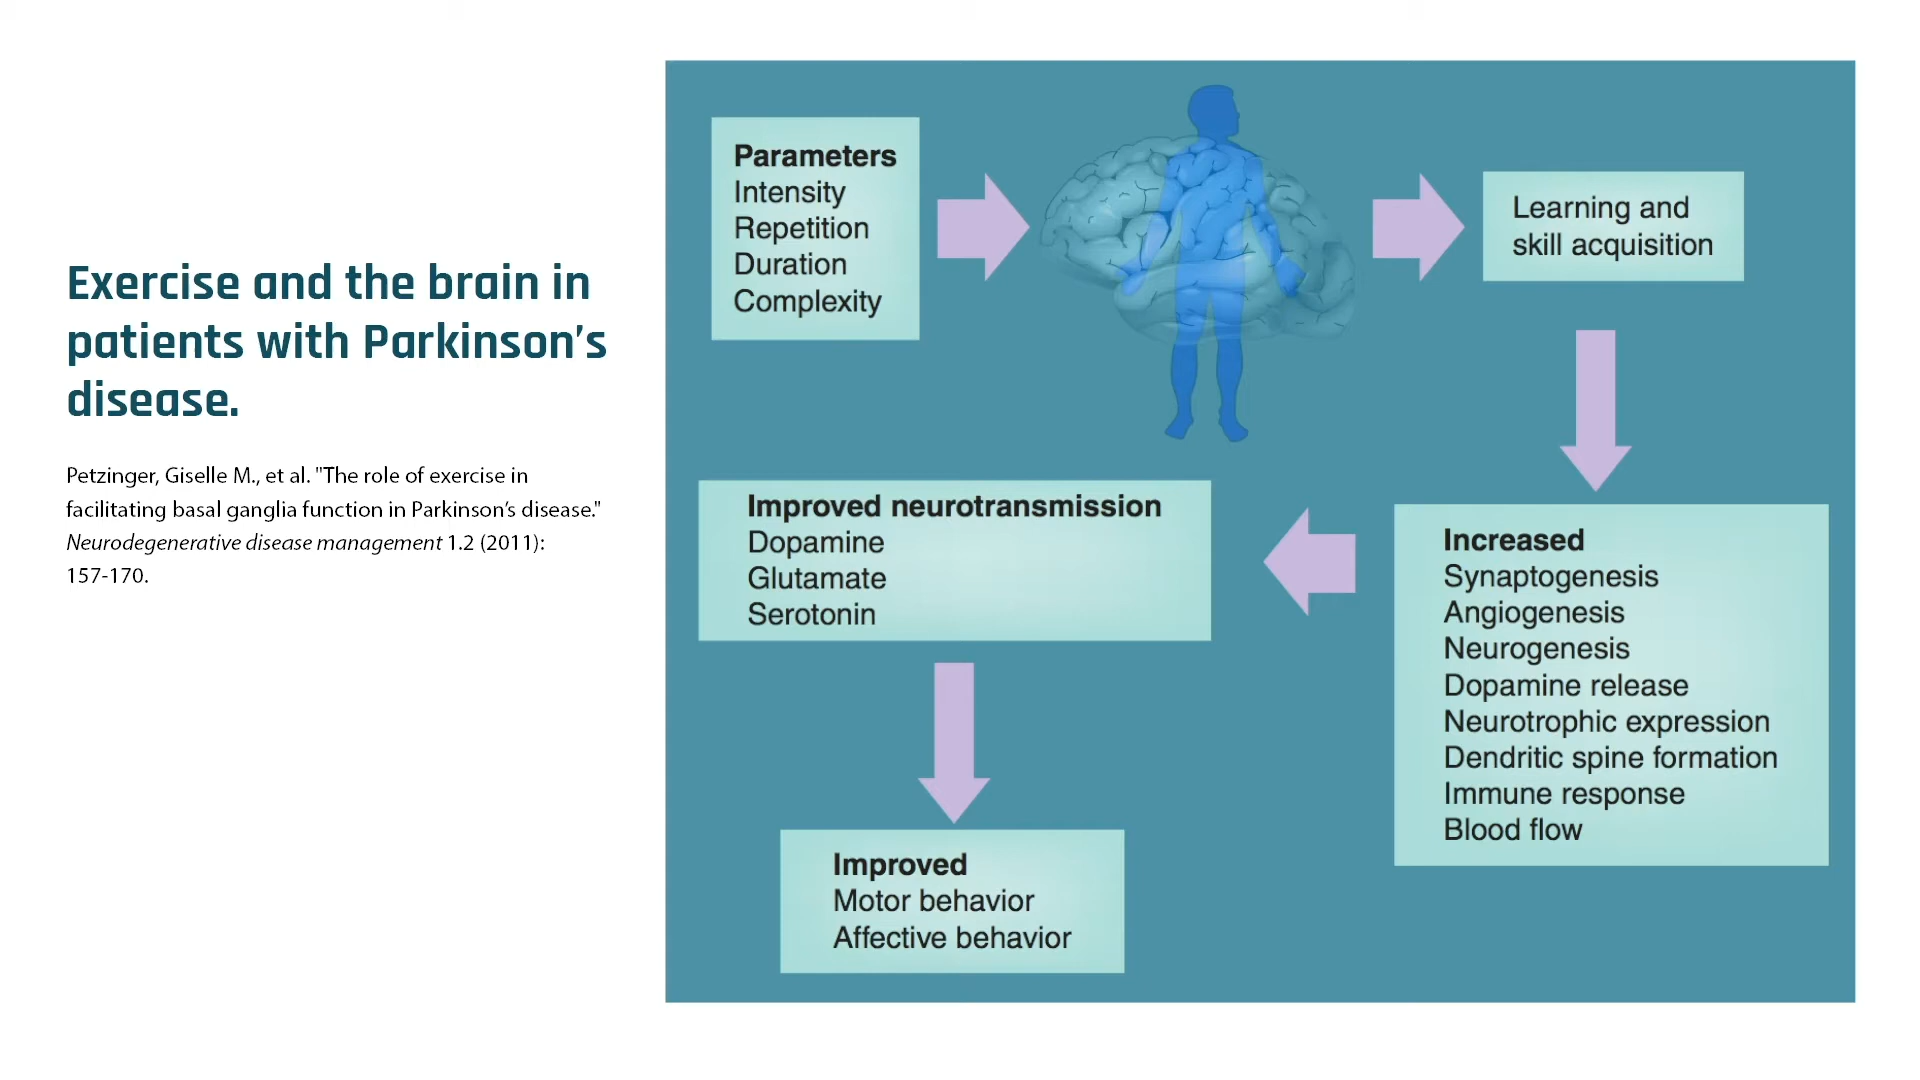 Exercise and the brain in
patients with Parkinson's
disease.
Petzinger, Giselle M., et al. "The role of exercise in
facilitating basal ganglia function in Parkinson's disease."
Neurodegenerative disease management 1.2 (2011):
157-170.
Parameters
Intensity
Repetition
Duration
Complexity
Learning and
skill acquisition
Increased
Synaptogenesis
Angiogenesis
Neurogenesis
Dopamine release
Neurotrophic expression
Dendritic spine formation
Immune response
Blood flow
Improved neurotransmission
Dopamine
Glutamate
Serotonin
Improved
Motor behavior
Affective behavior